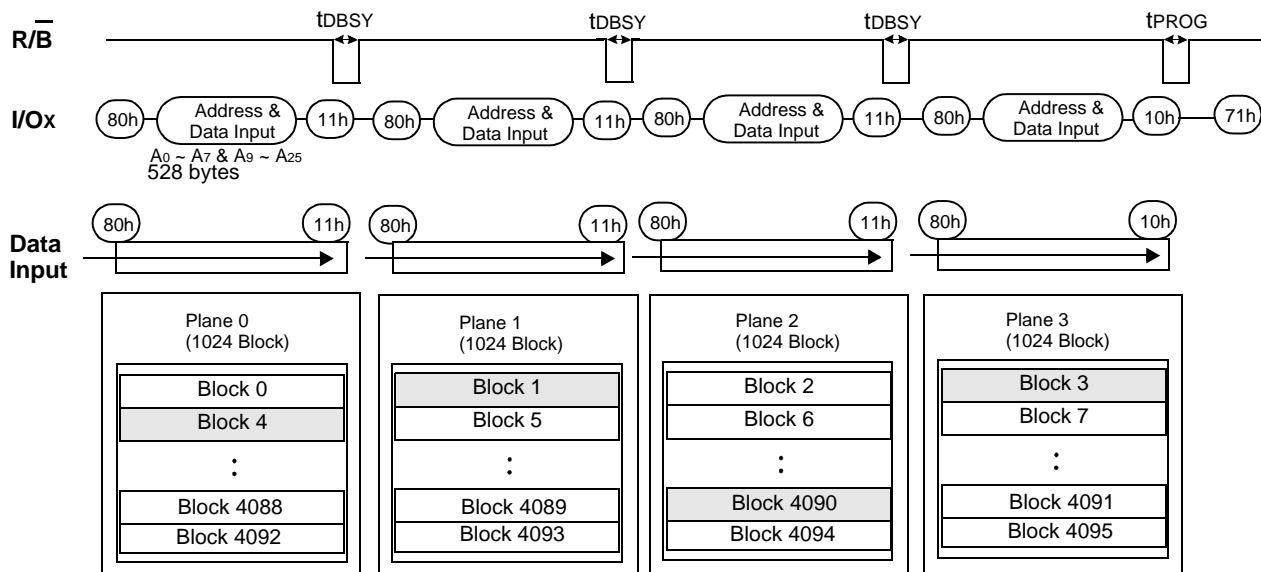 tDBSY tDBSY tDBSY tPROG
R/B
I/Ox 80h Address & Data Input 11h 80h Address & Data Input 11h 80h Address & Data Input 11h 80h Address & Data Input 10h 71h
A0 ~ A7 & A9 ~ A25
528 bytes
80h 11h 80h 11h 80h 11h 80h 10h
Data
Input
Plane 0
(1024 Block)
Block 0
Block 4
:
Block 4088
Block 4092
Plane 1
(1024 Block)
Block 1
Block 5
:
Block 4089
Block 4093
Plane 2
(1024 Block)
Block 2
Block 6
:
Block 4090
Block 4094
Plane 3
(1024 Block)
Block 3
Block 7
:
Block 4091
Block 4095